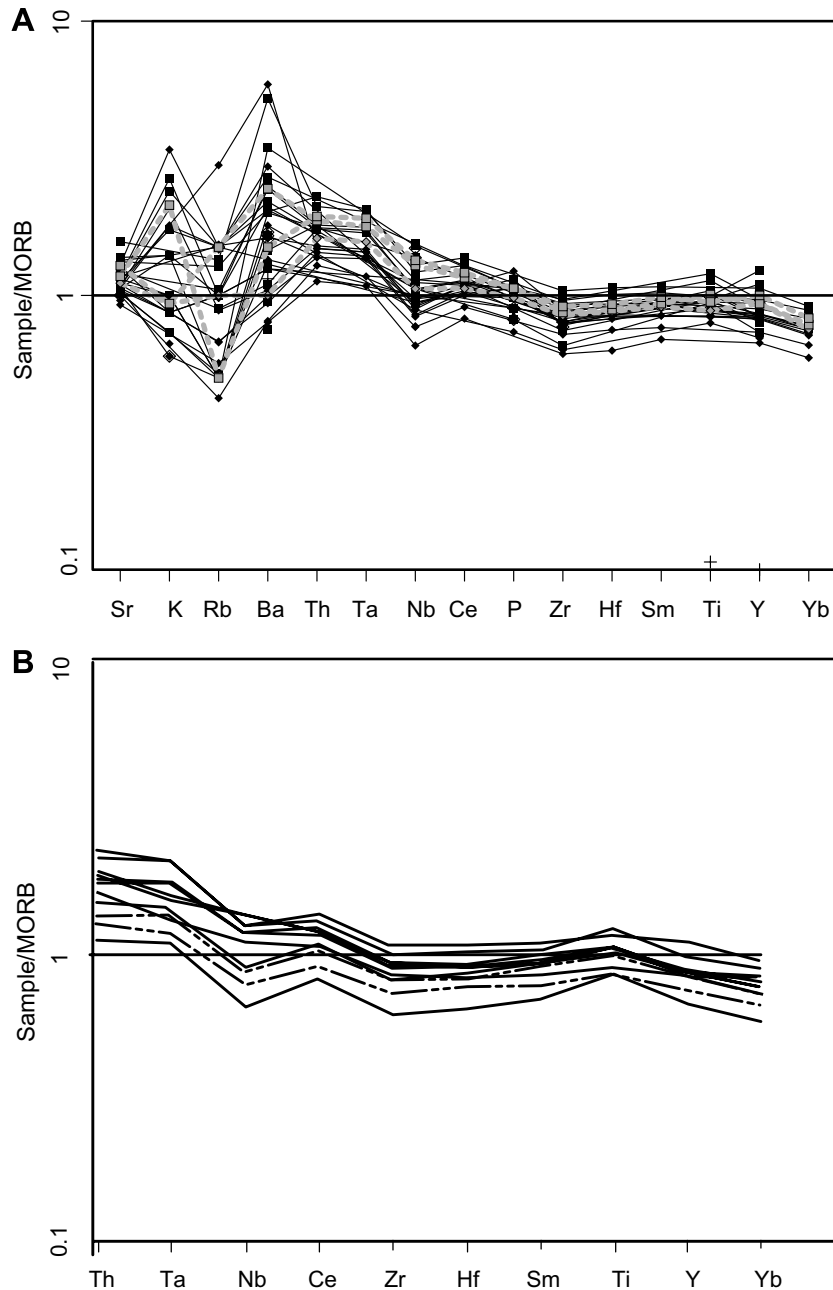 A
10
Sample/MORB
1
0.1
Sr K Rb Ba Th Ta Nb Ce P Zr Hf Sm Ti Y Yb
B
10
Sample/MORB
1
0.1
Th Ta Nb Ce Zr Hf Sm Ti Y Yb